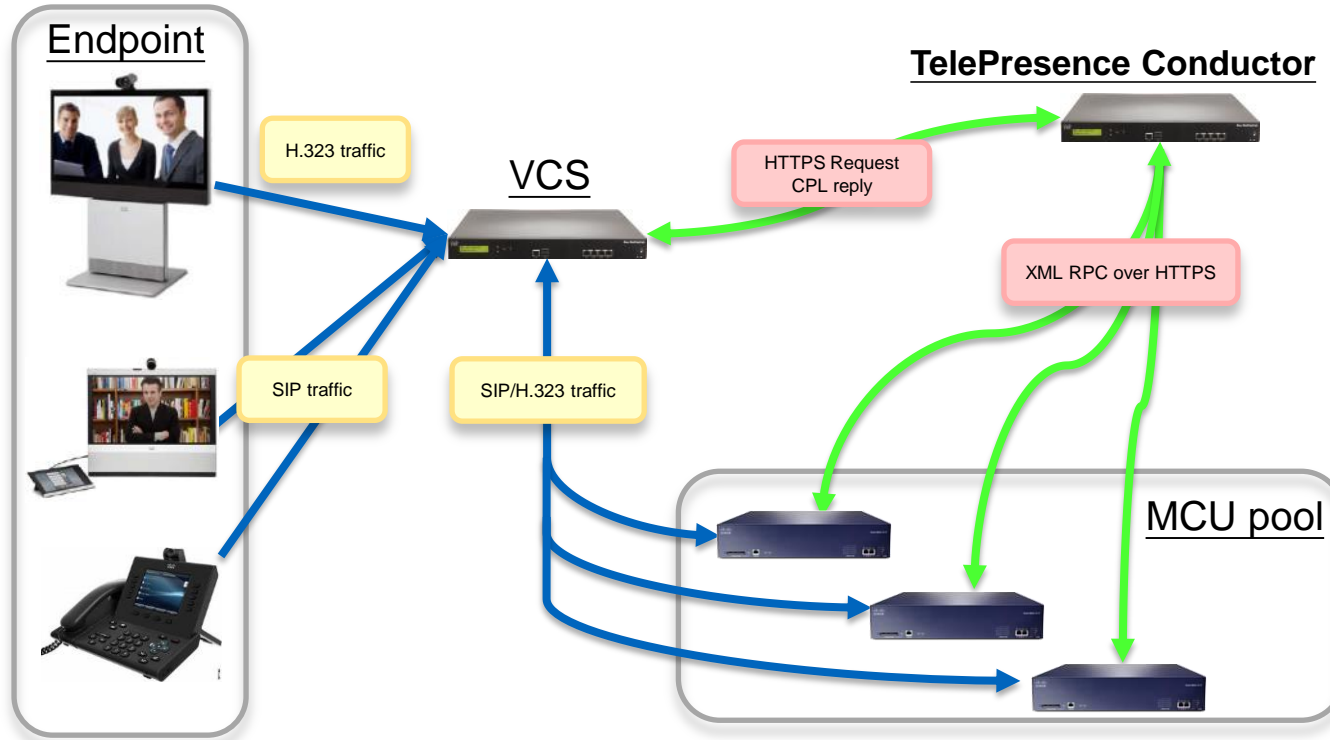 Endpoint
TelePresence Conductor
H.323 traffic
VCS
HTTPS Request
CPL reply
XML RPC over HTTPS
SIP traffic
SIP/H.323 traffic
MCU pool